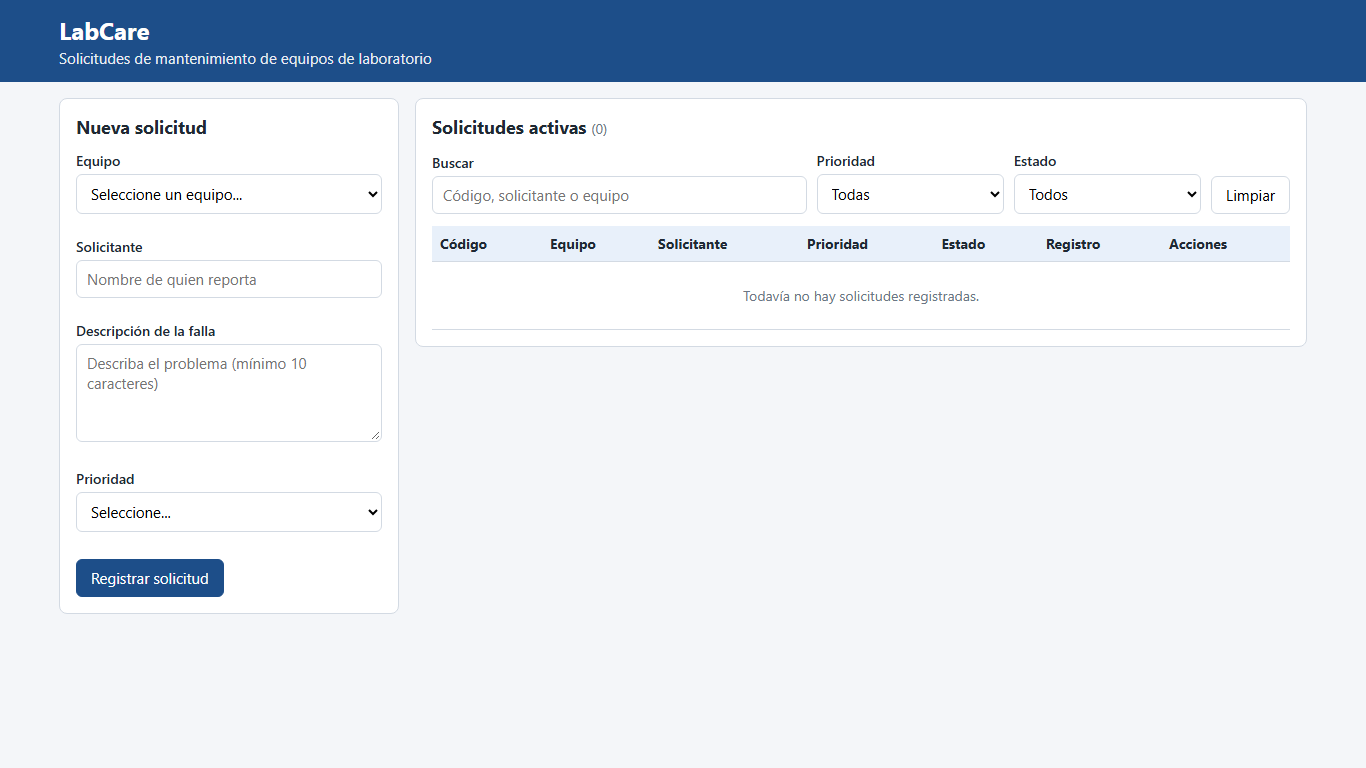 LabCare
Solicitudes de mantenimiento de equipos de laboratorio
Nueva solicitud
Equipo
Seleccione un equipo...
Solicitante
Nombre de quien reporta
Descripción de la falla
Describa el problema (mínimo 10
caracteres)
Prioridad
Seleccione...
Registrar solicitud
Solicitudes activas (0)
Buscar Prioridad Estado
Código, solicitante o equipo Todas Todos Limpiar
Código Equipo Solicitante Prioridad Estado Registro Acciones
Todavía no hay solicitudes registradas.